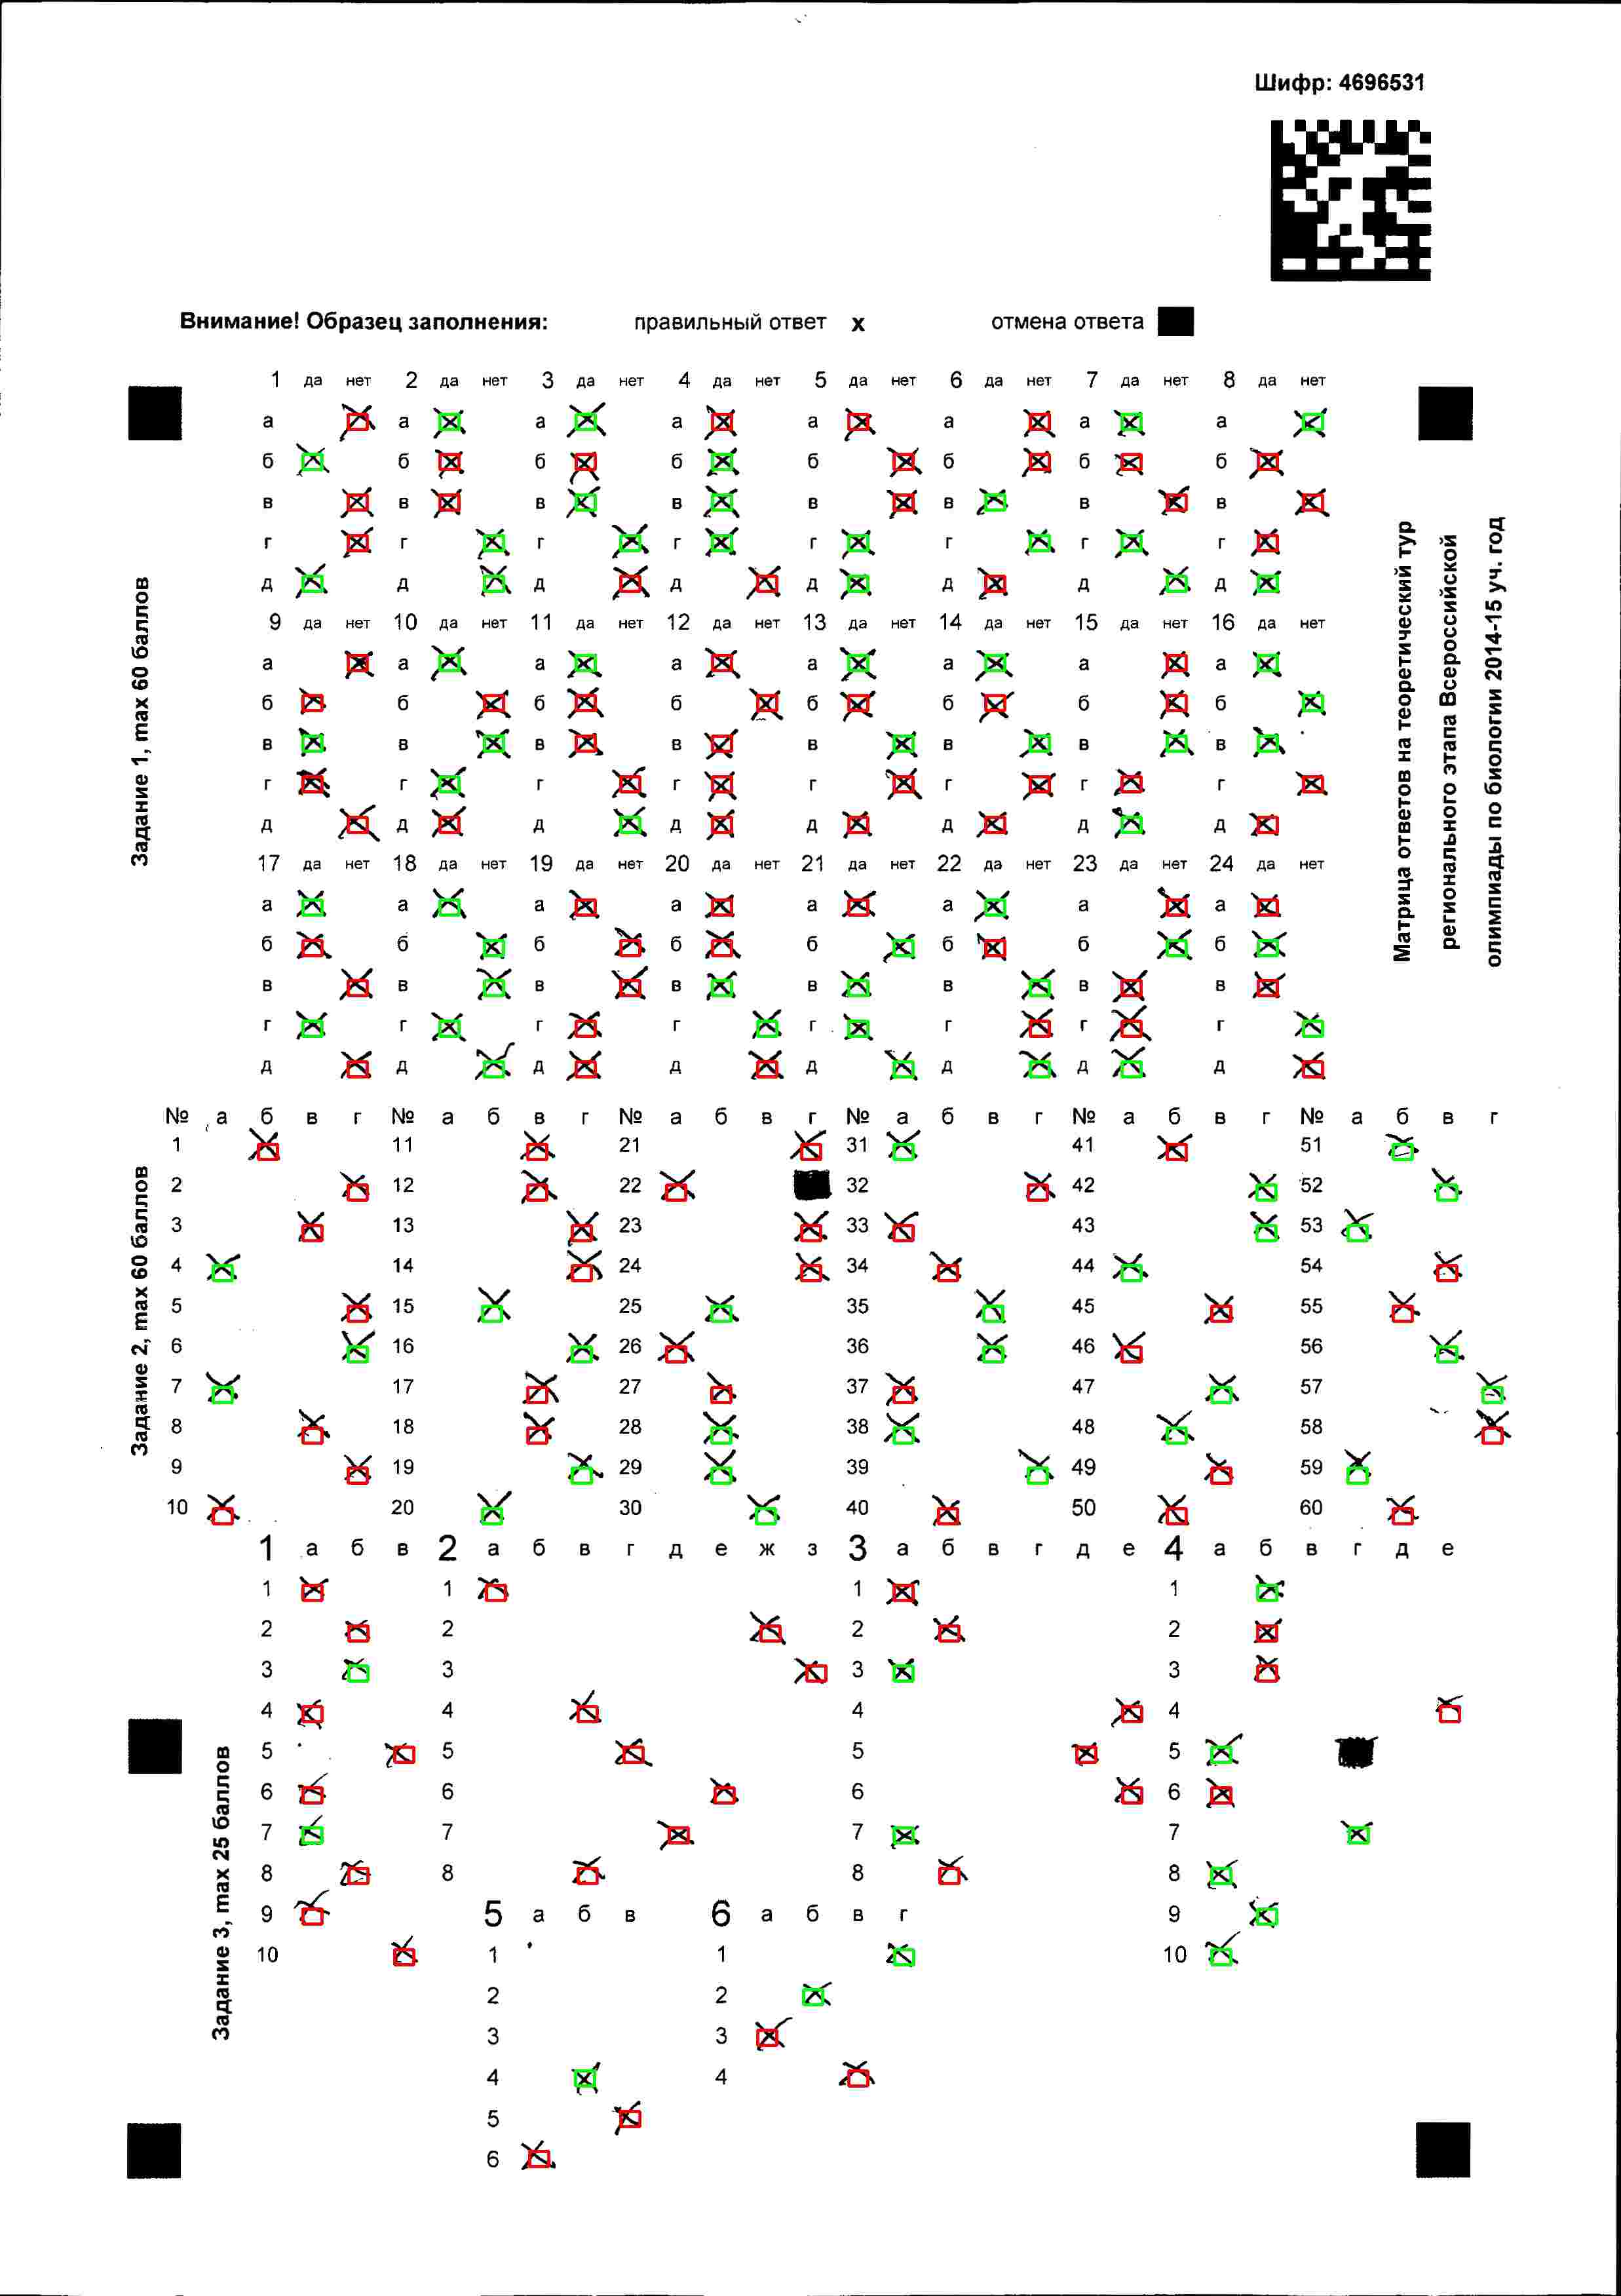 Шифр: 4696531
Внимание! Образец заполнения: правильный ответ x отмена ответа
Задание 1, max 60 баллов
1 да нет 2 да нет 3 да нет 4 да нет 5 да нет 6 да нет 7 да нет 8 да нет
а а а а а а а а
б б б б б б б б
в в в в в в в в
г г г г г г г г
д д д д д д д д
9 да нет 10 да нет 11 да нет 12 да нет 13 да нет 14 да нет 15 да нет 16 да нет
а а а а а а а а
б б б б б б б б
в в в в в в в в
г г г г г г г г
д д д д д д д д
17 да нет 18 да нет 19 да нет 20 да нет 21 да нет 22 да нет 23 да нет 24 да нет
а а а а а а а а
б б б б б б б б
в в в в в в в в
г г г г г г г г
д д д д д д д д
Матрица ответов на теоретический тур
регионального этапа Всероссийской
олимпиады по биологии 2014-15 уч. год
Задание 2, max 60 баллов
№ а б в г № а б в г № а б в г № а б в г № а б в г № а б в г
1 11 21 31 41 51
2 12 22 32 42 52
3 13 23 33 43 53
4 14 24 34 44 54
5 15 25 35 45 55
6 16 26 36 46 56
7 17 27 37 47 57
8 18 28 38 48 58
9 19 29 39 49 59
10 20 30 40 50 60
Задание 3, max 25 баллов
1 а б в 2 а б в г д е ж з 3 а б в г д е 4 а б в г д е
1 1 1 1
2 2 2 2
3 3 3 3
4 4 4 4
5 5 5 5
6 6 6 6
7 7 7 7
8 8 8 8
9 5 а б в 6 а б в г 9
10 1 1 10
2 2
3 3
4 4
5
6